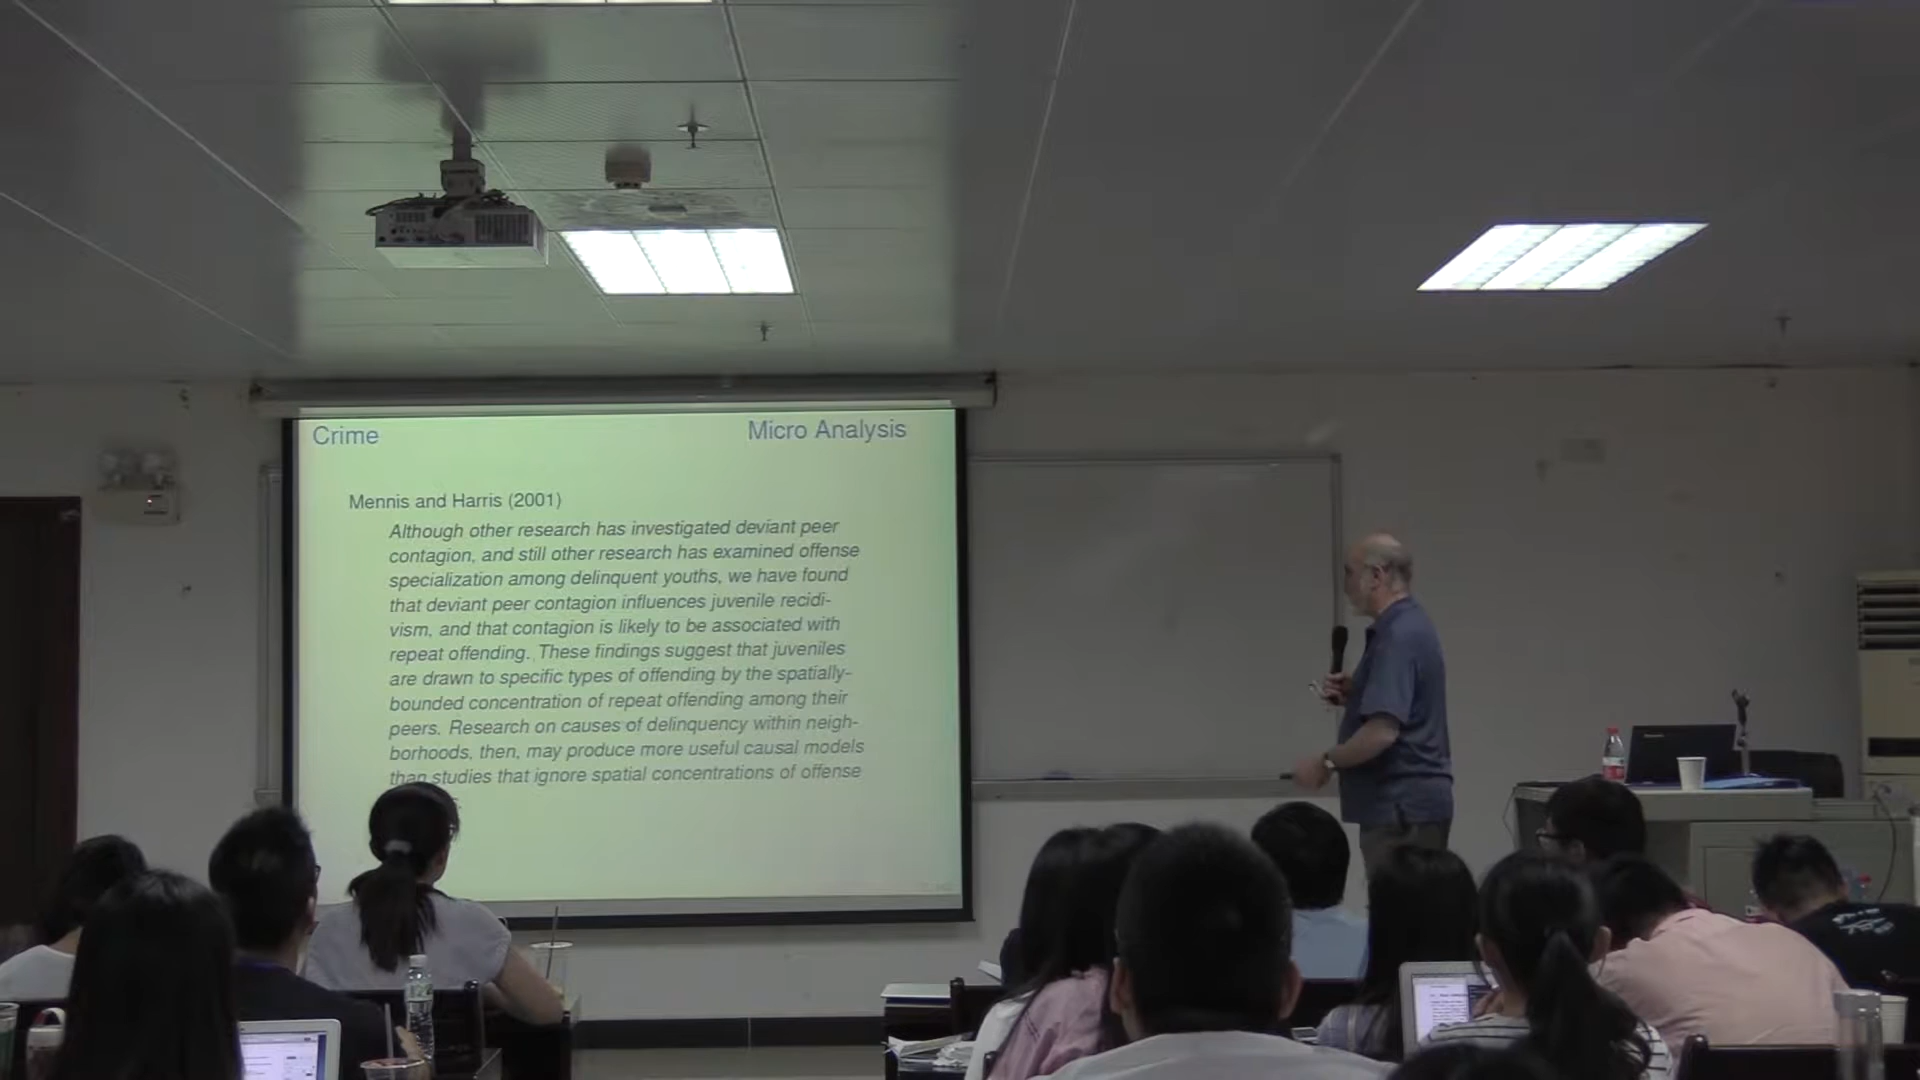 Crime
Micro Analysis
Mennis and Harris (2001)
Although other research has investigated deviant peer
contagion, and still other research has examined offense
specialization among delinquent youths, we have found
that deviant peer contagion influences juvenile recidi-
vism, and that contagion is likely to be associated with
repeat offending. These findings suggest that juveniles
are drawn to specific types of offending by the spatially-
bounded concentration of repeat offending among their
peers. Research on causes of delinquency within neigh-
borhoods, then, may produce more useful causal models
than studies that ignore spatial concentrations of offense